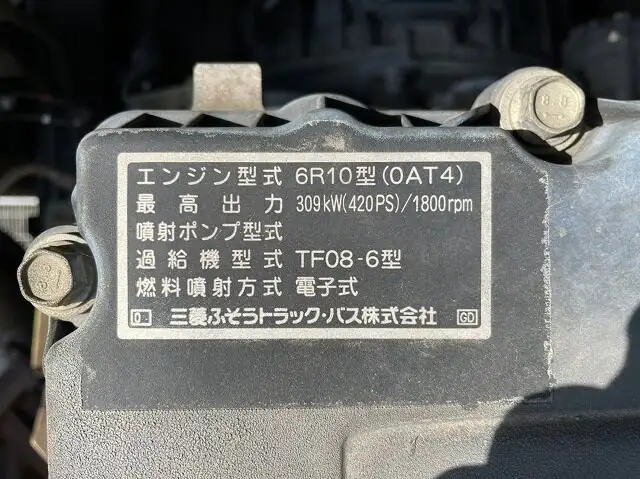 エンジン型式 6R10型(0AT4)
最高出力 309kW(420PS)/1800rpm
噴射ポンプ型式
過給機型式 TF08-6型
燃料噴射方式 電子式
三菱ふそうトラック・バス株式会社 GD
8.8